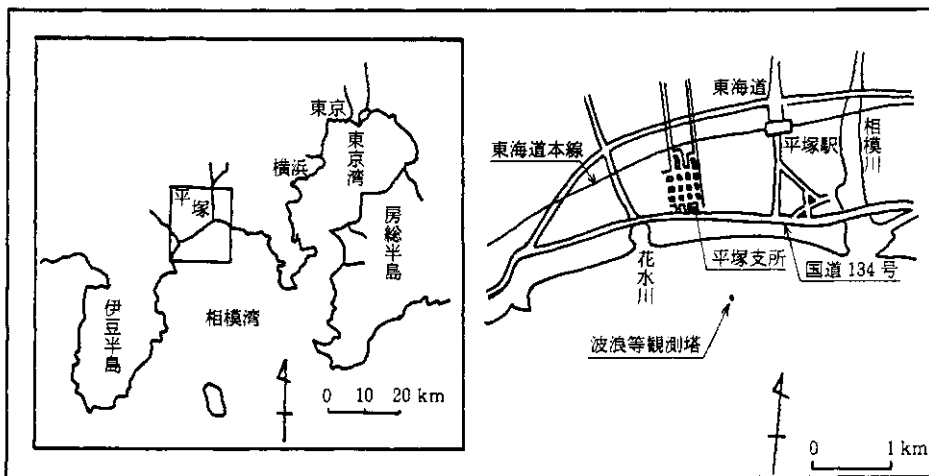 東京
東京湾
横浜
平塚
房総半島
伊豆半島
相模湾
0 10 20 km
東海道
相模川
平塚駅
東海道本線
平塚支所
国道 134 号
花水川
波浪等観測塔
0 1 km